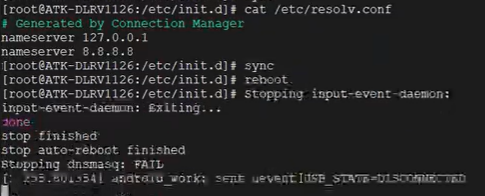 [root@ATK-DLRV1126:/etc/init.d]# cat /etc/resolv.conf
# Generated by Connection Manager
nameserver 127.0.0.1
nameserver 8.8.8.8
[root@ATK-DLRV1126:/etc/init.d]# sync
[root@ATK-DLRV1126:/etc/init.d]# reboot
[root@ATK-DLRV1126:/etc/init.d]# Stopping input-event-daemon:
input-event-daemon: Exiting...
done
stop finished
stop auto-reboot finished
Stopping dnsmasq: FAIL
[  255.801354] android_work: sent uevent USB_STATE=DISCONNECTED